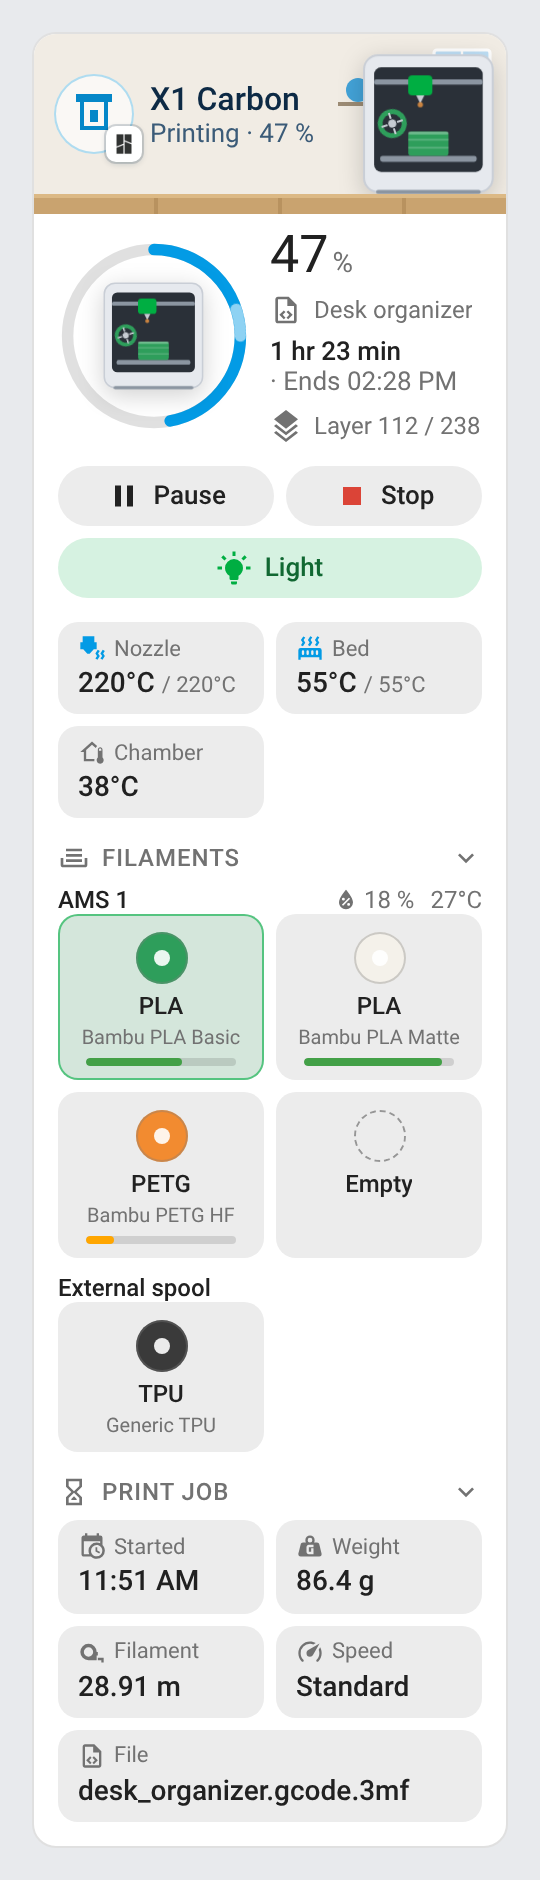 X1 Carbon
Printing · 47 %
47 %
Desk organizer
1 hr 23 min
· Ends 02:28 PM
Layer 112 / 238
Pause
Stop
Light
Nozzle
220°C / 220°C
Bed
55°C / 55°C
Chamber
38°C
FILAMENTS
AMS 1
18 % 27°C
PLA
Bambu PLA Basic
PLA
Bambu PLA Matte
PETG
Bambu PETG HF
Empty
External spool
TPU
Generic TPU
PRINT JOB
Started
11:51 AM
Weight
86.4 g
Filament
28.91 m
Speed
Standard
File
desk_organizer.gcode.3mf